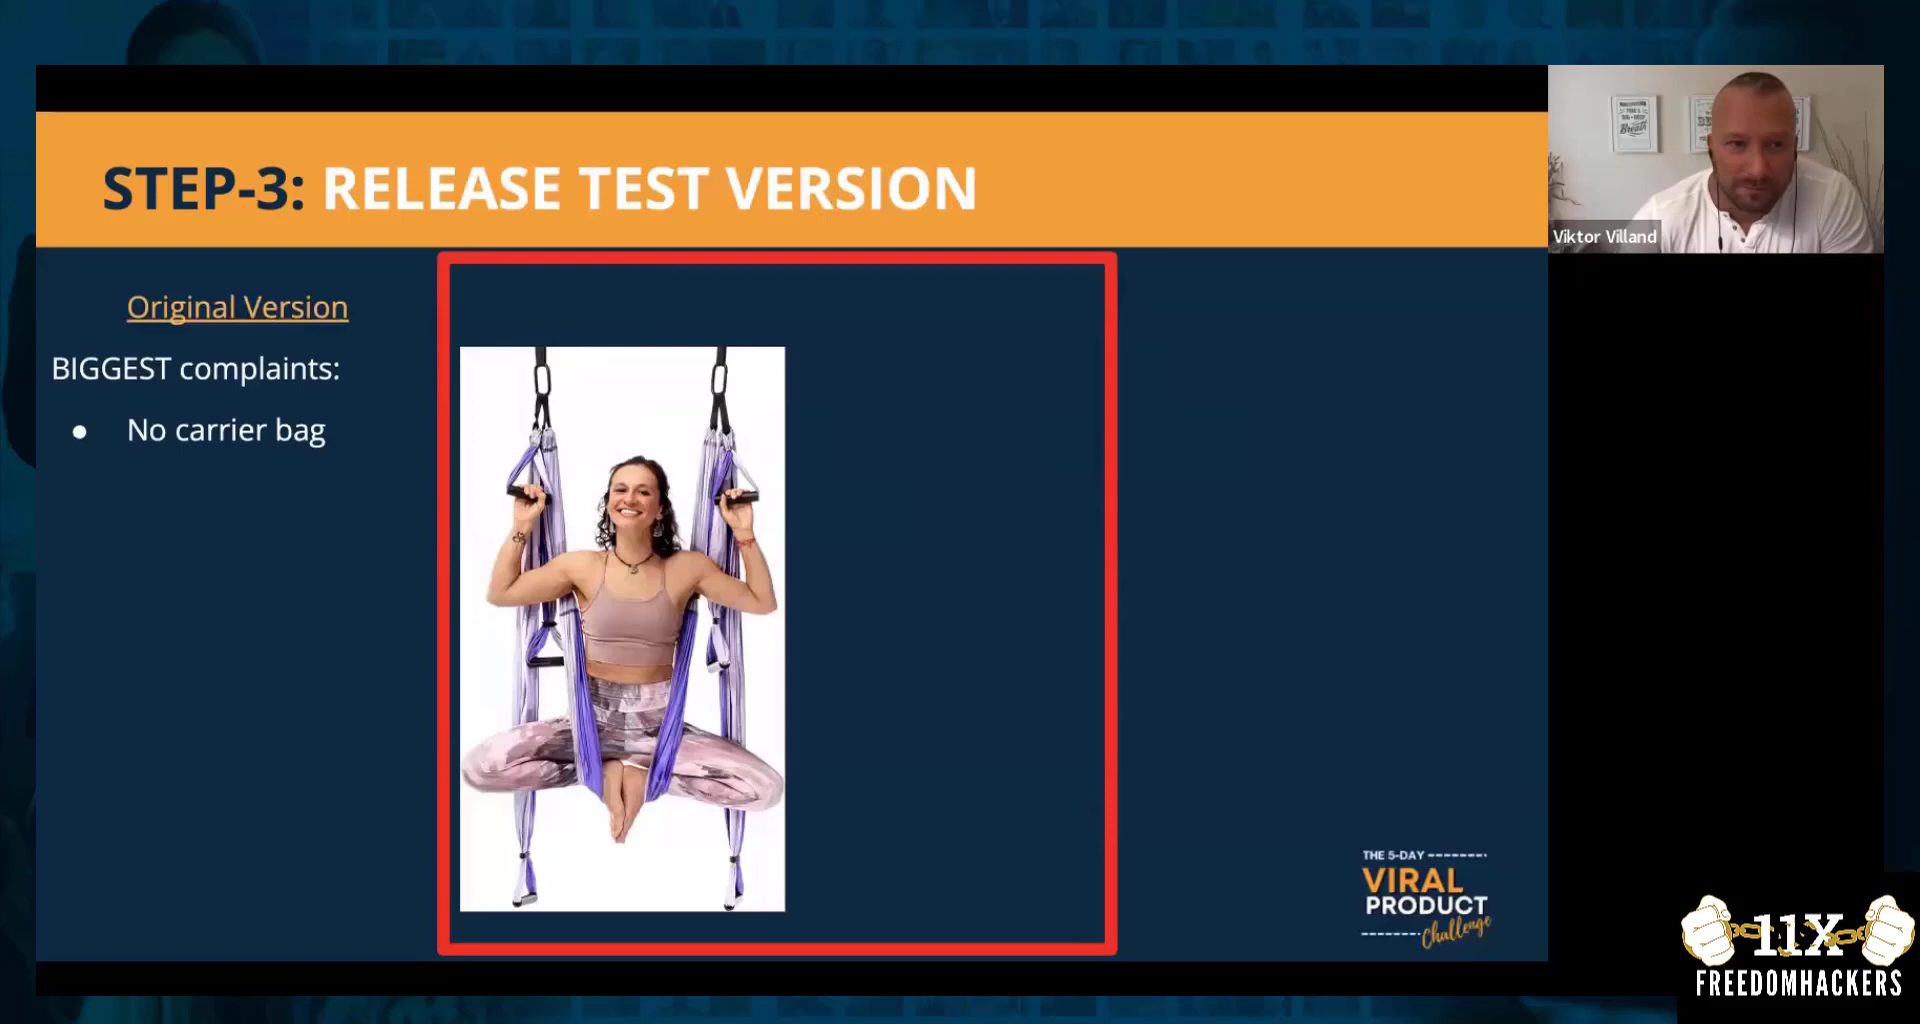 STEP-3: RELEASE TEST VERSION
Viktor Villand
Original Version
BIGGEST complaints:
● No carrier bag
THE 5-DAY
VIRAL
PRODUCT
Challenge
11X
FREEDOMHACKERS